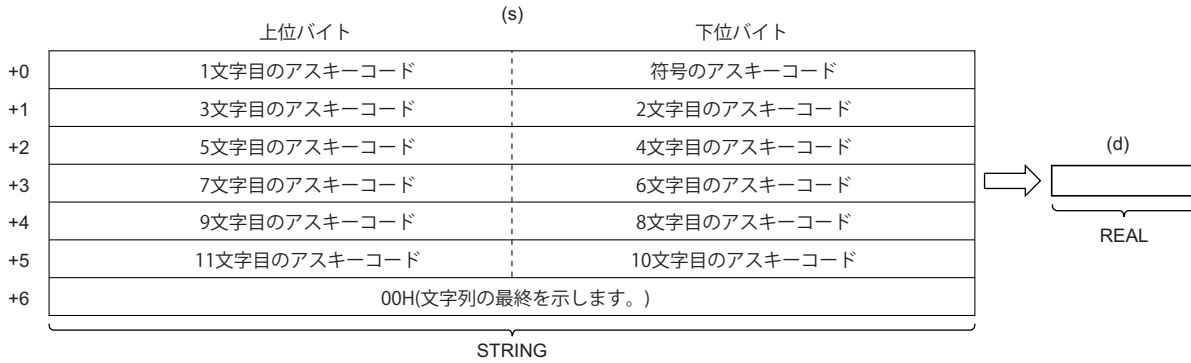 (s)
上位バイト 下位バイト
+0 1文字目のアスキーコード 符号のアスキーコード
+1 3文字目のアスキーコード 2文字目のアスキーコード
+2 5文字目のアスキーコード 4文字目のアスキーコード
+3 7文字目のアスキーコード 6文字目のアスキーコード
+4 9文字目のアスキーコード 8文字目のアスキーコード
+5 11文字目のアスキーコード 10文字目のアスキーコード
+6 00H(文字列の最終を示します。)
STRING
(d)
REAL